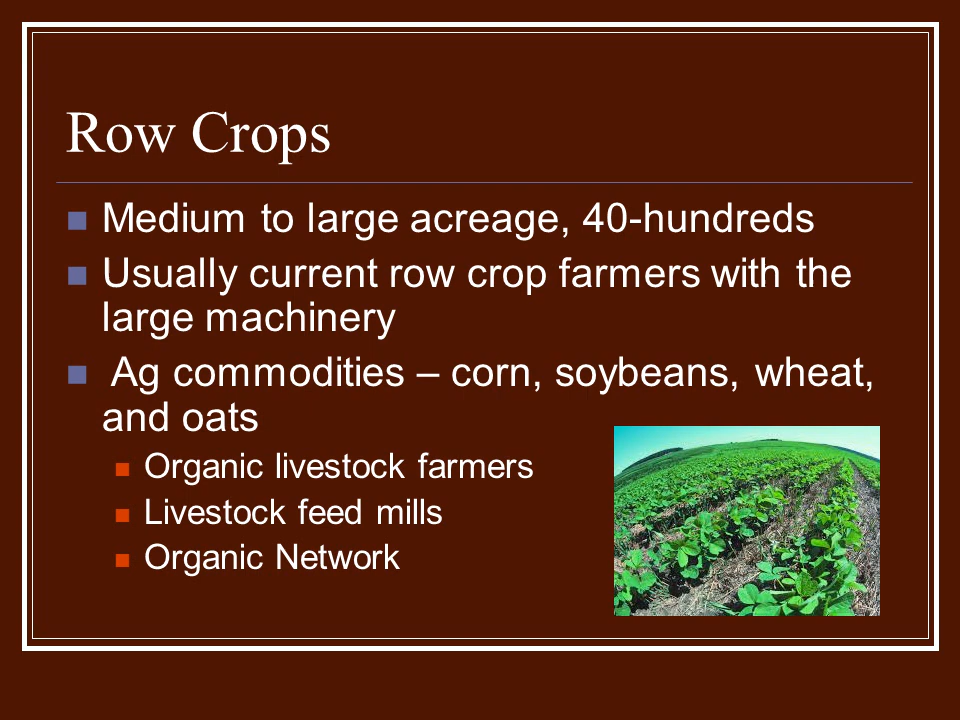 Row Crops
Medium to large acreage, 40-hundreds
Usually current row crop farmers with the
large machinery
Ag commodities – corn, soybeans, wheat,
and oats
Organic livestock farmers
Livestock feed mills
Organic Network